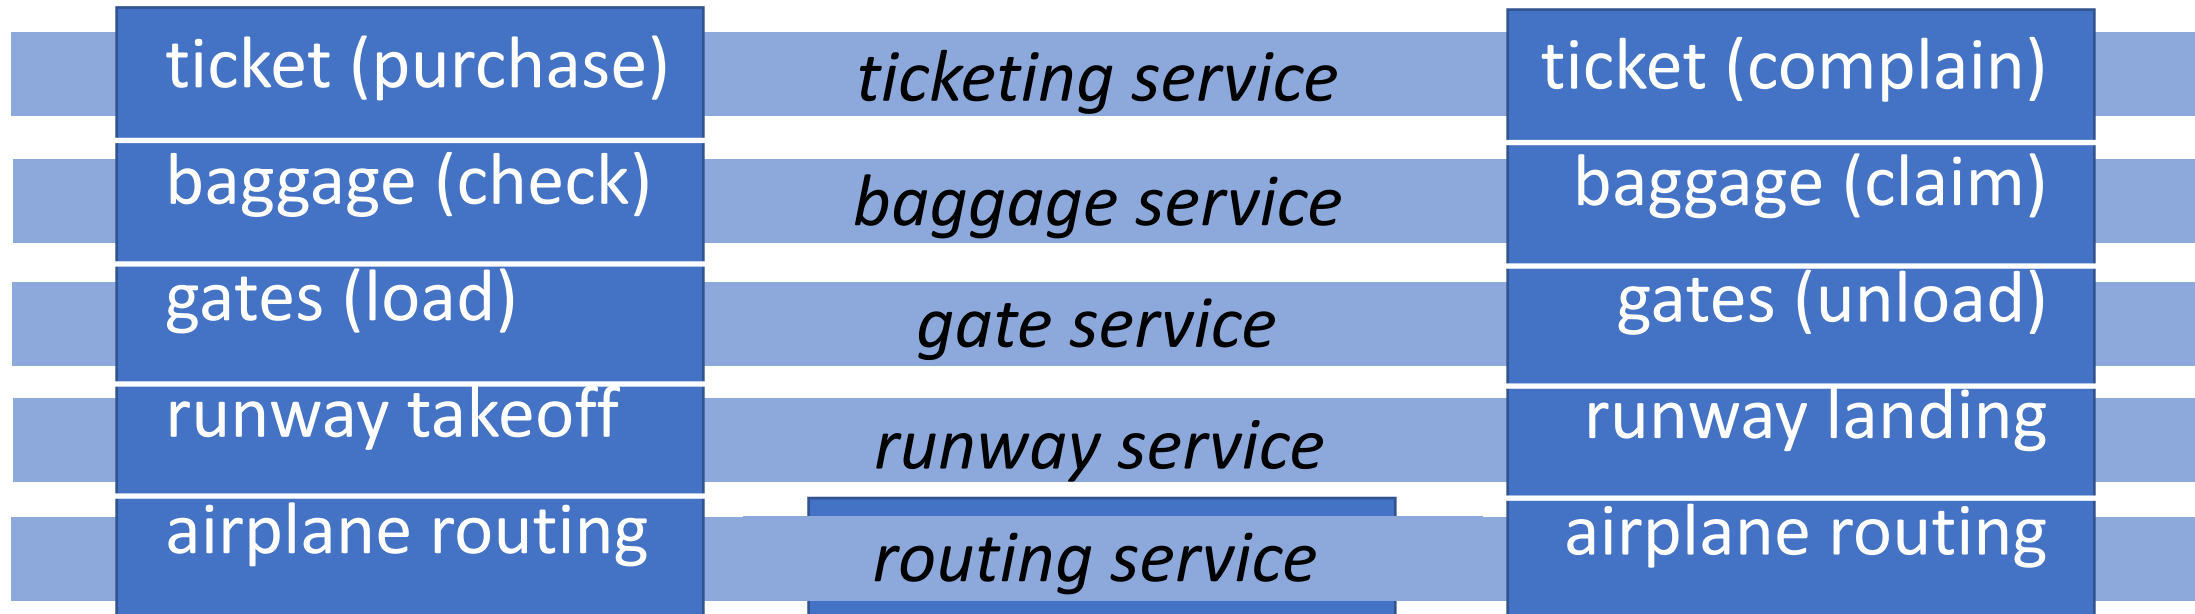 ticket (purchase) ticketing service ticket (complain)
baggage (check) baggage service baggage (claim)
gates (load) gate service gates (unload)
runway takeoff runway service runway landing
airplane routing routing service airplane routing